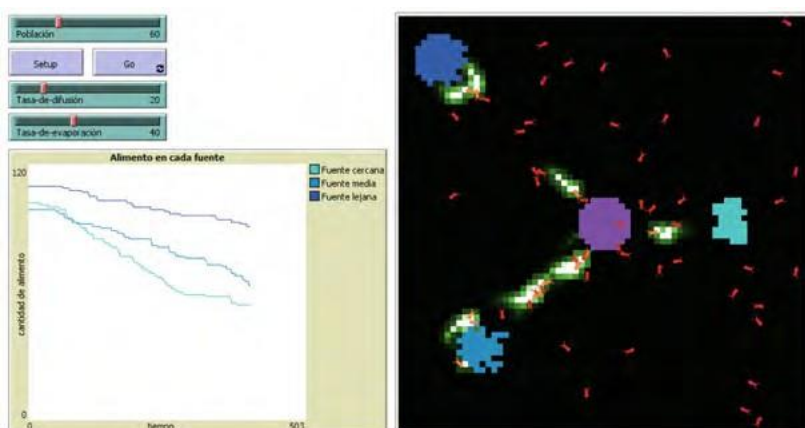 Población 60
Setup Go
Tasa-de-difusión 20
Tasa-de-evaporación 40
Alimento en cada fuente
120
0
cantidad de alimento
0
tiempo
503
Fuente cercana
Fuente media
Fuente lejana